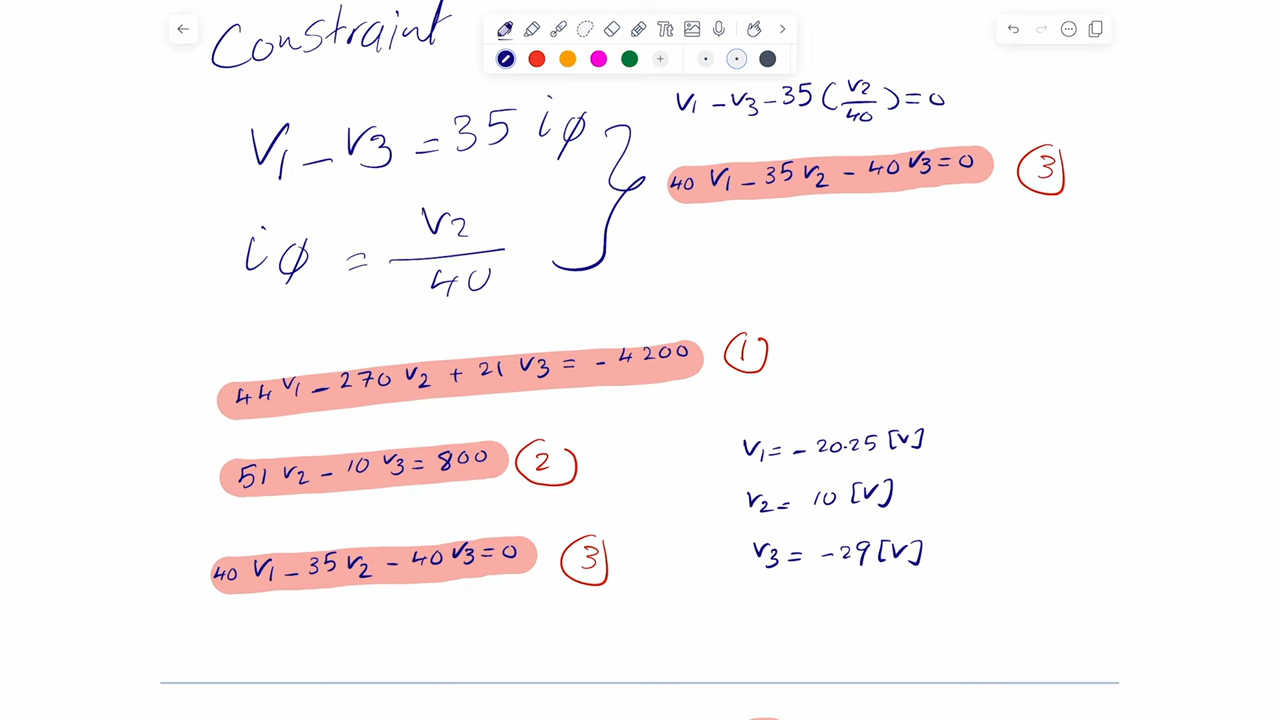 Constraint
V1 - V3 = 35 iø
iø = V2/40
V1 - V3 - 35 (V2/40) = 0
40 V1 - 35 V2 - 40 V3 = 0 3
44 V1 - 270 V2 + 21 V3 = - 4200 1
51 V2 - 10 V3 = 800 2
40 V1 - 35 V2 - 40 V3 = 0 3
V1 = - 20.25 [V]
V2 = 10 [V]
V3 = -29 [V]